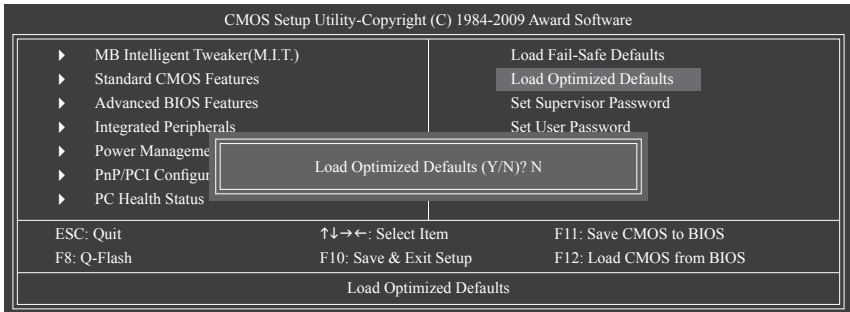 CMOS Setup Utility-Copyright (C) 1984-2009 Award Software
MB Intelligent Tweaker(M.I.T.)
Standard CMOS Features
Advanced BIOS Features
Integrated Peripherals
Power Manageme
PnP/PCI Configur
PC Health Status
Load Fail-Safe Defaults
Load Optimized Defaults
Set Supervisor Password
Set User Password
Load Optimized Defaults (Y/N)? N
ESC: Quit
↑↓→←: Select Item
F11: Save CMOS to BIOS
F8: Q-Flash
F10: Save & Exit Setup
F12: Load CMOS from BIOS
Load Optimized Defaults